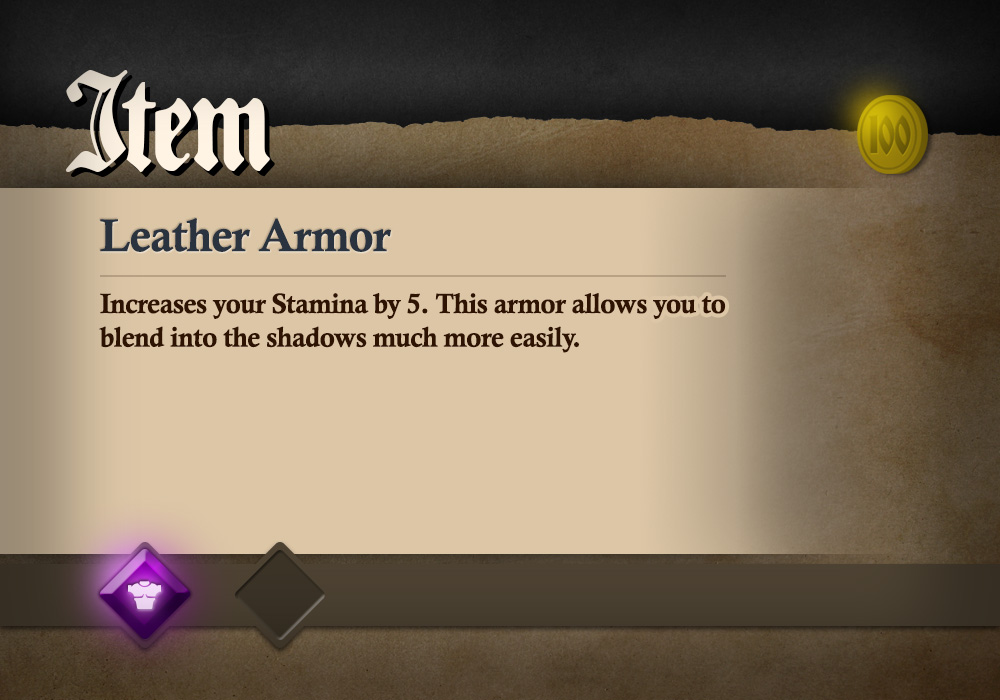 Item
100
Leather Armor
Increases your Stamina by 5. This armor allows you to
blend into the shadows much more easily.